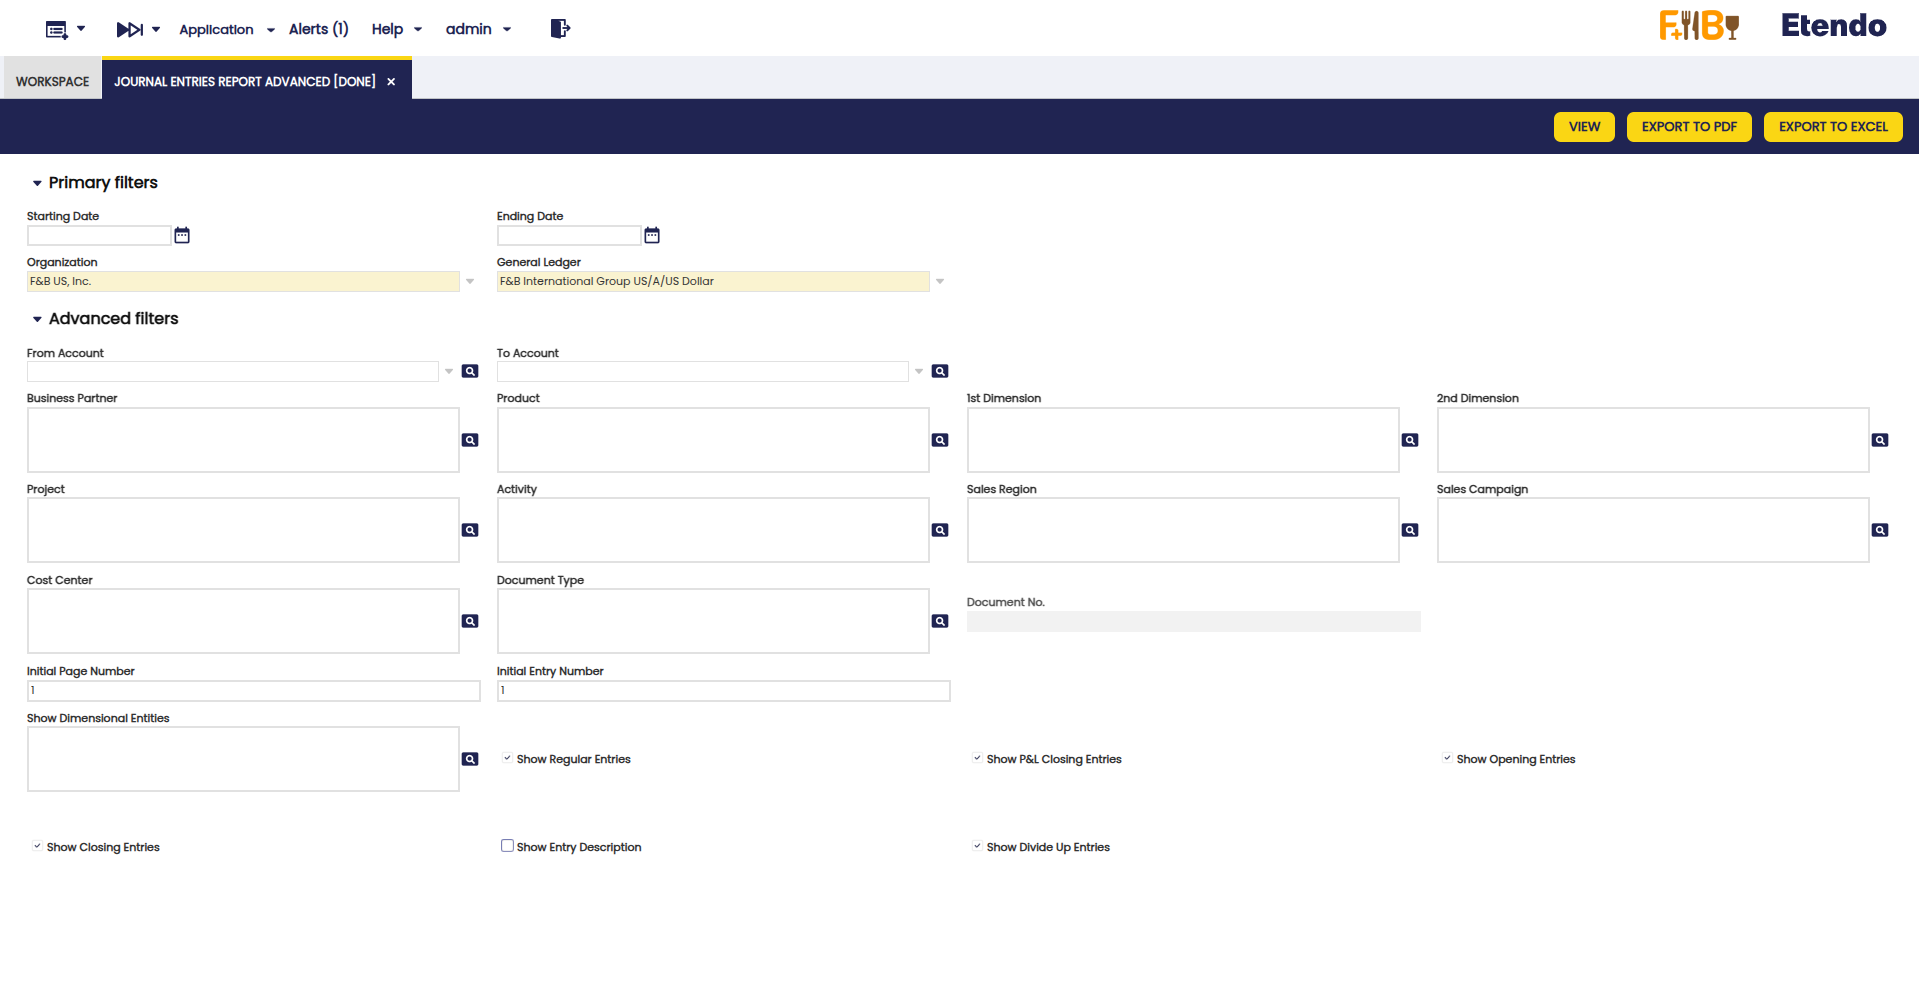 Application Alerts (1) Help admin F&B Etendo
WORKSPACE JOURNAL ENTRIES REPORT ADVANCED [DONE] ×
VIEW EXPORT TO PDF EXPORT TO EXCEL
Primary filters
Starting Date Ending Date
Organization General Ledger
F&B US, Inc. F&B International Group US/A/US Dollar
Advanced filters
From Account To Account
Business Partner Product 1st Dimension 2nd Dimension
Project Activity Sales Region Sales Campaign
Cost Center Document Type
Document No.
Initial Page Number Initial Entry Number
1 1
Show Dimensional Entities
Show Regular Entries Show P&L Closing Entries Show Opening Entries
Show Closing Entries Show Entry Description Show Divide Up Entries